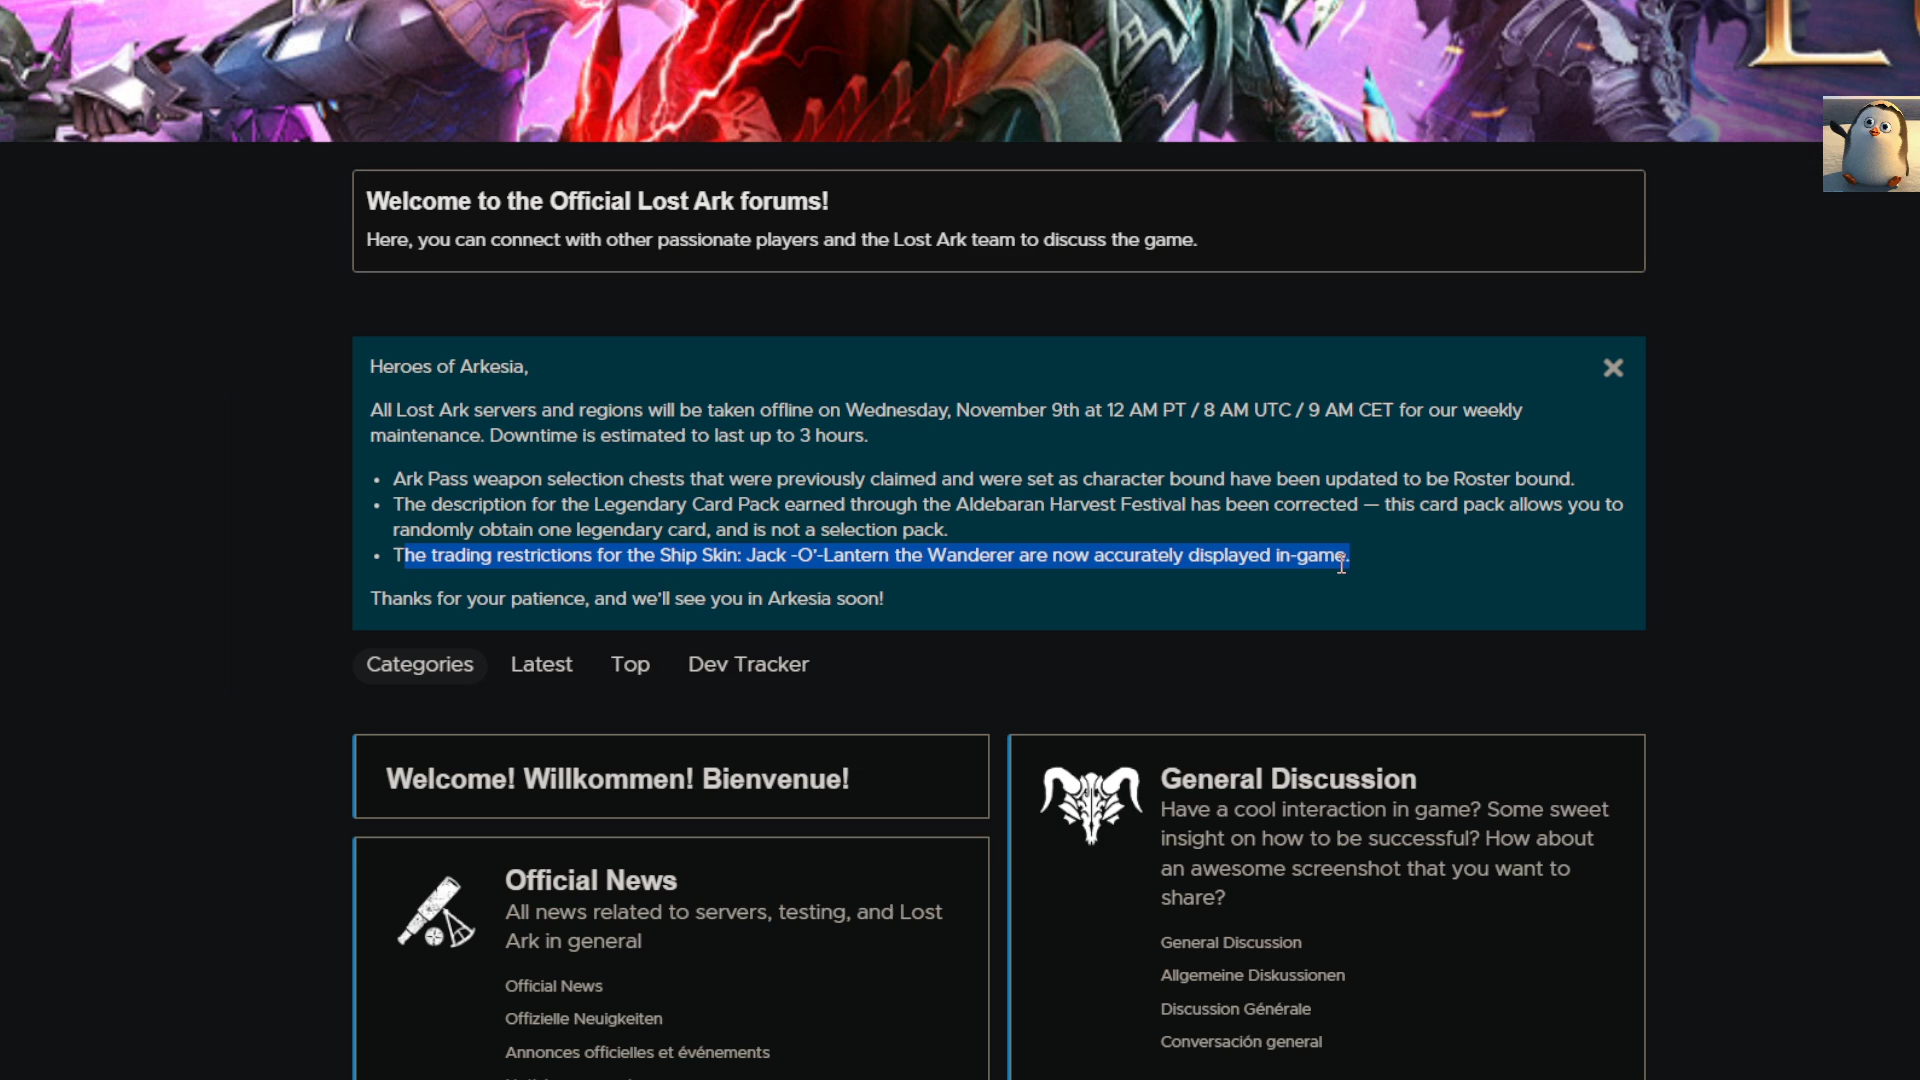 Welcome to the Official Lost Ark forums!
Here, you can connect with other passionate players and the Lost Ark team to discuss the game.
Heroes of Arkesia,
All Lost Ark servers and regions will be taken offline on Wednesday, November 9th at 12 AM PT / 8 AM UTC / 9 AM CET for our weekly
maintenance. Downtime is estimated to last up to 3 hours.
• Ark Pass weapon selection chests that were previously claimed and were set as character bound have been updated to be Roster bound.
• The description for the Legendary Card Pack earned through the Aldebaran Harvest Festival has been corrected — this card pack allows you to
randomly obtain one legendary card, and is not a selection pack.
• The trading restrictions for the Ship Skin: Jack -O’-Lantern the Wanderer are now accurately displayed in-game.
Thanks for your patience, and we’ll see you in Arkesia soon!
Categories Latest Top Dev Tracker
Welcome! Willkommen! Bienvenue!
Official News
All news related to servers, testing, and Lost
Ark in general
Official News
Offizielle Neuigkeiten
Annonces officielles et événements
General Discussion
Have a cool interaction in game? Some sweet
insight on how to be successful? How about
an awesome screenshot that you want to
share?
General Discussion
Allgemeine Diskussionen
Discussion Générale
Conversación general